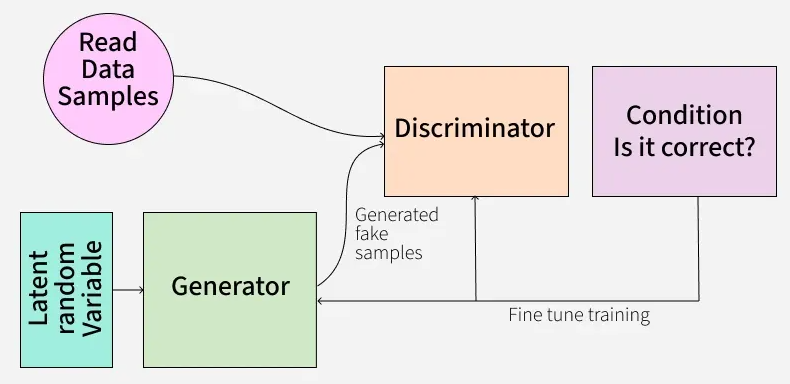 Read
Data
Samples
Discriminator
Condition
Is it correct?
Generated
fake
samples
Latent
random
Variable
Generator
Fine tune training